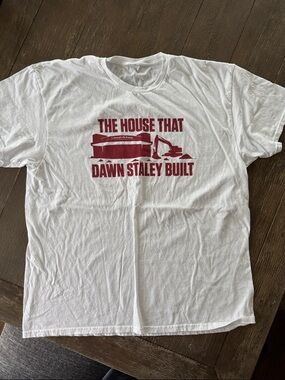 THE HOUSE THAT
DAWN STALEY BUILT